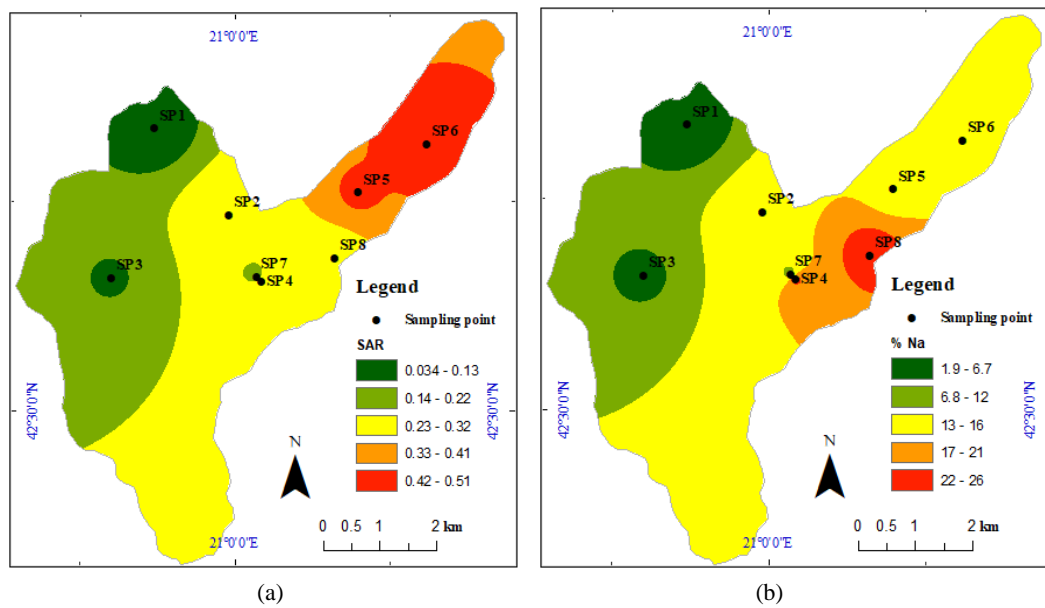 21°0'0"E
SP1
SP6
SP5
SP2
SP8
SP7
SP3
SP4
Legend
Sampling point
SAR
0.034 - 0.13
0.14 - 0.22
0.23 - 0.32
0.33 - 0.41
0.42 - 0.51
42°30'0"N
42°30'0"N
N
0 0.5 1 2 km
21°0'0"E
(a)
21°0'0"E
SP1
SP6
SP5
SP2
SP8
SP7
SP3
SP4
Legend
Sampling point
% Na
1.9 - 6.7
6.8 - 12
13 - 16
17 - 21
22 - 26
42°30'0"N
42°30'0"N
N
0 0.5 1 2 km
21°0'0"E
(b)